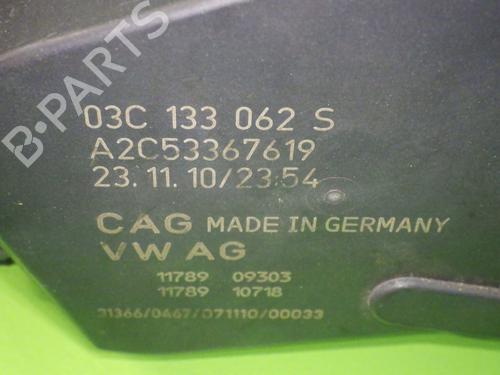 03C 133 062 S
A2C53367619
23.11.10/23:54
CAG MADE IN GERMANY
VW AG
11789 09303
11789 10718
31366/0467/071110/00033
B-PARTS